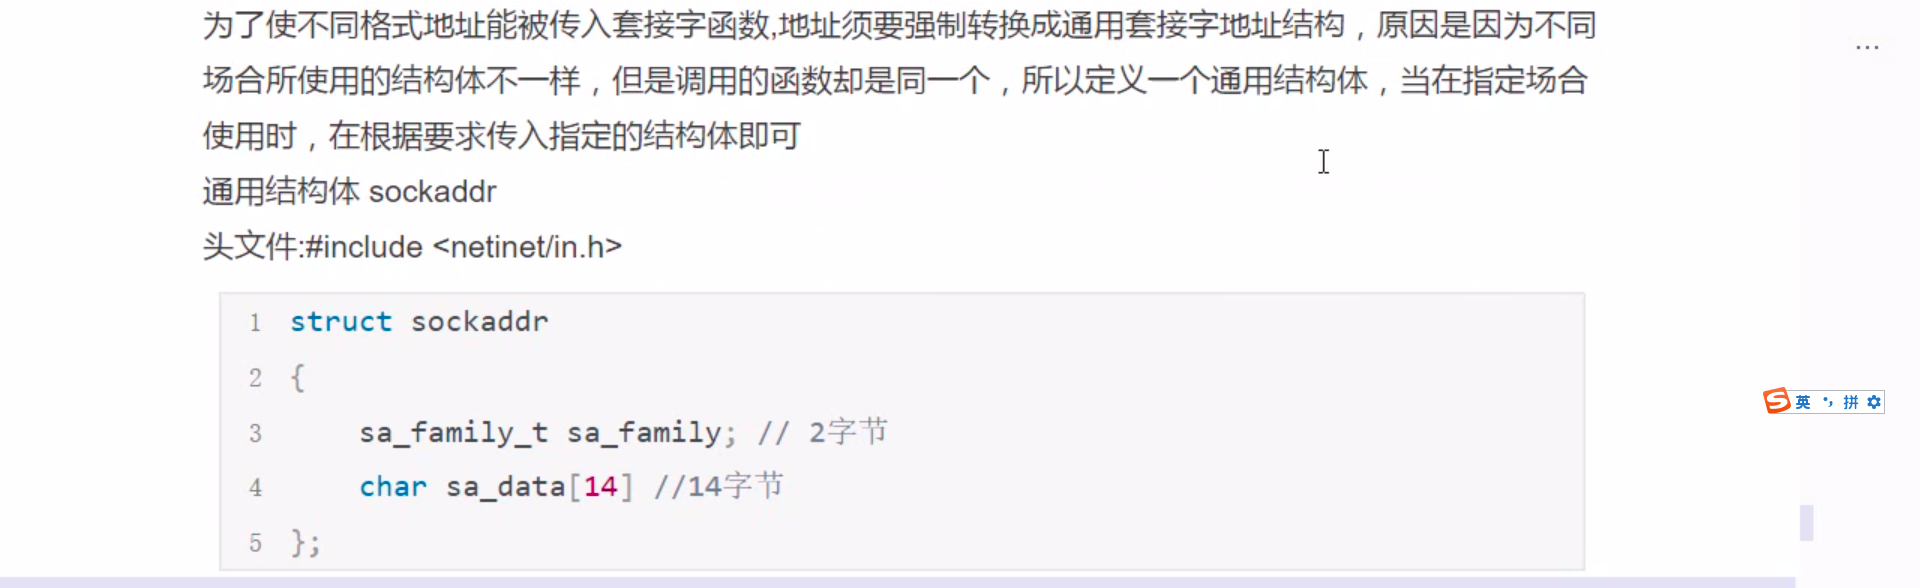 为了使不同格式地址能被传入套接字函数,地址须要强制转换成通用套接字地址结构，原因是因为不同
...
场合所使用的结构体不一样，但是调用的函数却是同一个，所以定义一个通用结构体，当在指定场合
使用时，在根据要求传入指定的结构体即可
通用结构体 sockaddr
头文件:#include <netinet/in.h>
1 struct sockaddr
2 {
3 sa_family_t sa_family; // 2字节
英 拼
4 char sa_data[14] //14字节
5 };